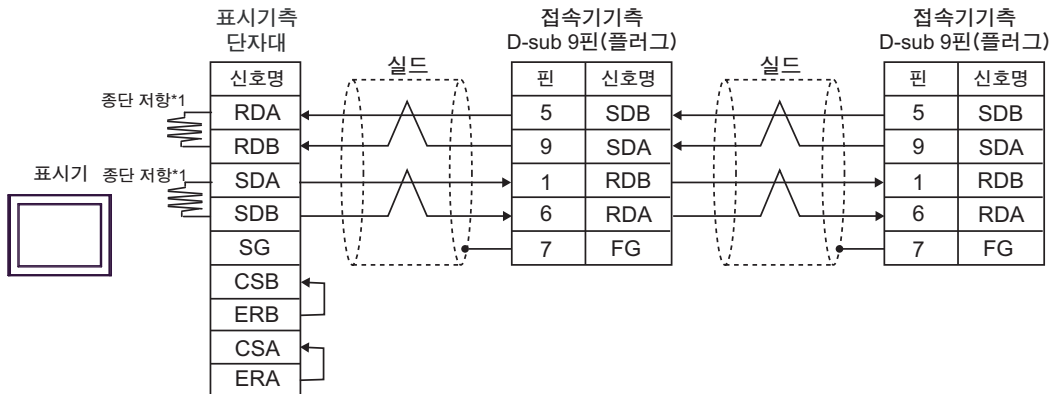 표시기측
단자대
접속기기측
D-sub 9핀(플러그)
접속기기측
D-sub 9핀(플러그)
신호명
실드
핀 신호명
실드
핀 신호명
종단 저항*1
RDA
5 SDB
5 SDB
RDB
9 SDA
9 SDA
표시기
종단 저항*1
SDA
1 RDB
1 RDB
SDB
6 RDA
6 RDA
SG
7 FG
7 FG
CSB
ERB
CSA
ERA